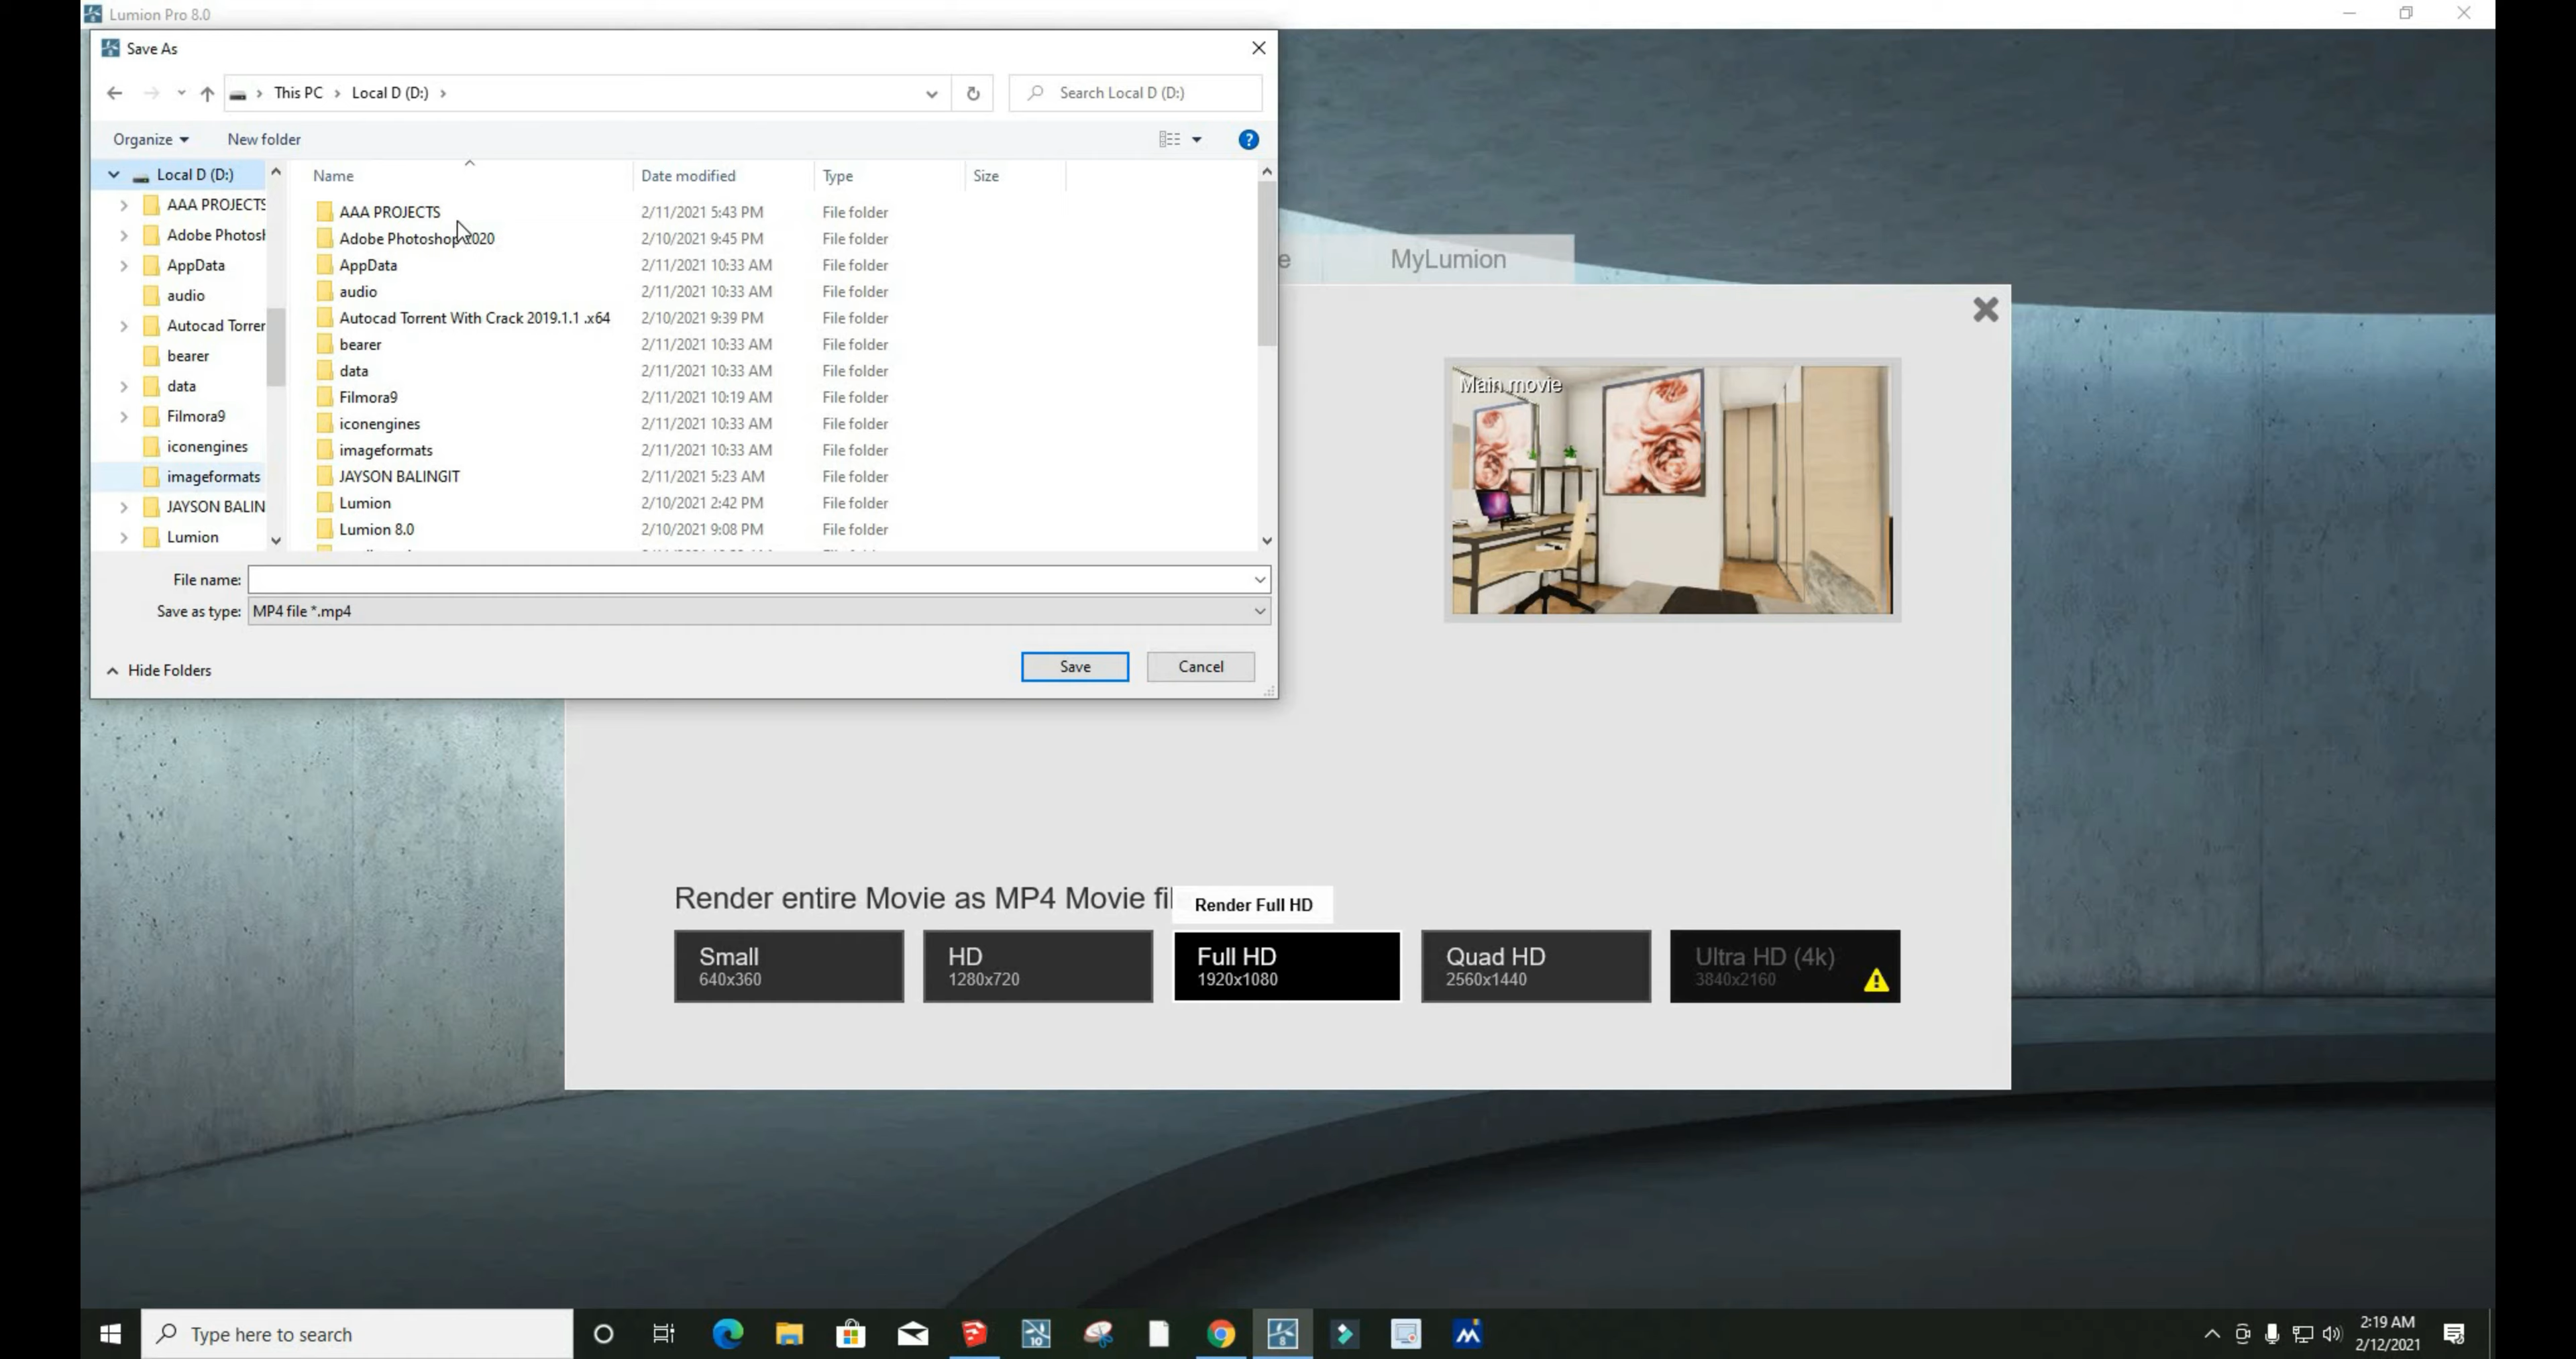 Lumion Pro 8.0
Save As
This PC
Local D (D:)
Search Local D (D:)
Organize
New folder
Local D (D:)
AAA PROJECTS
Adobe Photosh
AppData
audio
Autocad Torren
bearer
data
Filmora9
iconengines
imageformats
JAYSON BALIN
Lumion
Name Date modified Type Size
AAA PROJECTS 2/11/2021 5:43 PM File folder
Adobe Photoshop 2020 2/10/2021 9:45 PM File folder
AppData 2/11/2021 10:33 AM File folder
audio 2/11/2021 10:33 AM File folder
Autocad Torrent With Crack 2019.1.1 .x64 2/10/2021 9:39 PM File folder
bearer 2/11/2021 10:33 AM File folder
data 2/11/2021 10:33 AM File folder
Filmora9 2/11/2021 10:19 AM File folder
iconengines 2/11/2021 10:33 AM File folder
imageformats 2/11/2021 10:33 AM File folder
JAYSON BALINGIT 2/11/2021 5:23 AM File folder
Lumion 2/10/2021 2:42 PM File folder
Lumion 8.0 2/10/2021 9:08 PM File folder
File name:
Save as type: MP4 file *.mp4
Hide Folders
Save
Cancel
e
MyLumion
Main movie
Render entire Movie as MP4 Movie fil
Render Full HD
Small
640x360
HD
1280x720
Full HD
1920x1080
Quad HD
2560x1440
Ultra HD (4k)
3840x2160
Type here to search
10
8
2:19 AM
2/12/2021